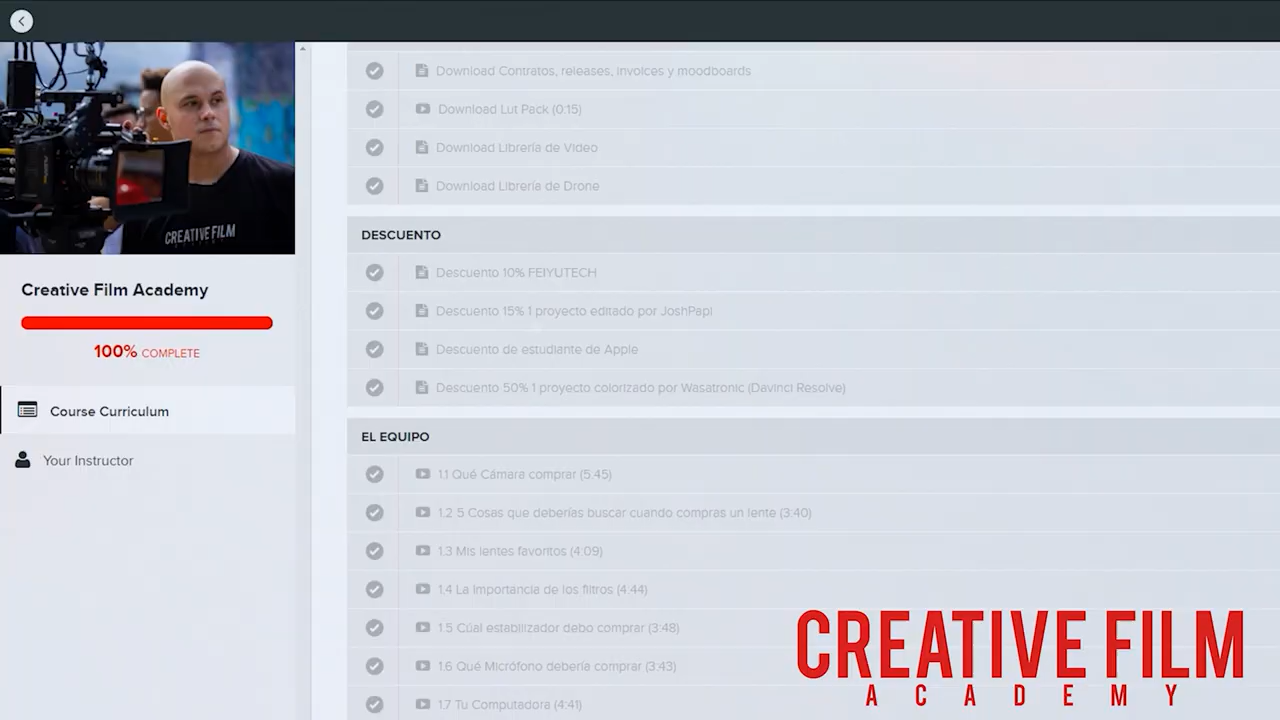 Download Contratos, releases, invoices y moodboards
Download Lut Pack (0:15)
Download Librería de Video
Download Librería de Drone
DESCUENTO
Descuento 10% FEIYUTECH
Descuento 15% 1 proyecto editado por JoshPapi
Descuento de estudiante de Apple
Descuento 50% 1 proyecto colorizado por Wasatronic (Davinci Resolve)
EL EQUIPO
1.1 Qué Cámara comprar (5:45)
1.2 5 Cosas que deberías buscar cuando compras un lente (3:40)
1.3 Mis lentes favoritos (4:09)
1.4 La Importancia de los filtros (4:44)
1.5 Cúal estabilizador debo comprar (3:48)
1.6 Qué Micrófono debería comprar (3:43)
1.7 Tu Computadora (4:41)
CREATIVE FILM
Creative Film Academy
100% COMPLETE
Course Curriculum
Your Instructor
CREATIVE FILM
ACADEMY